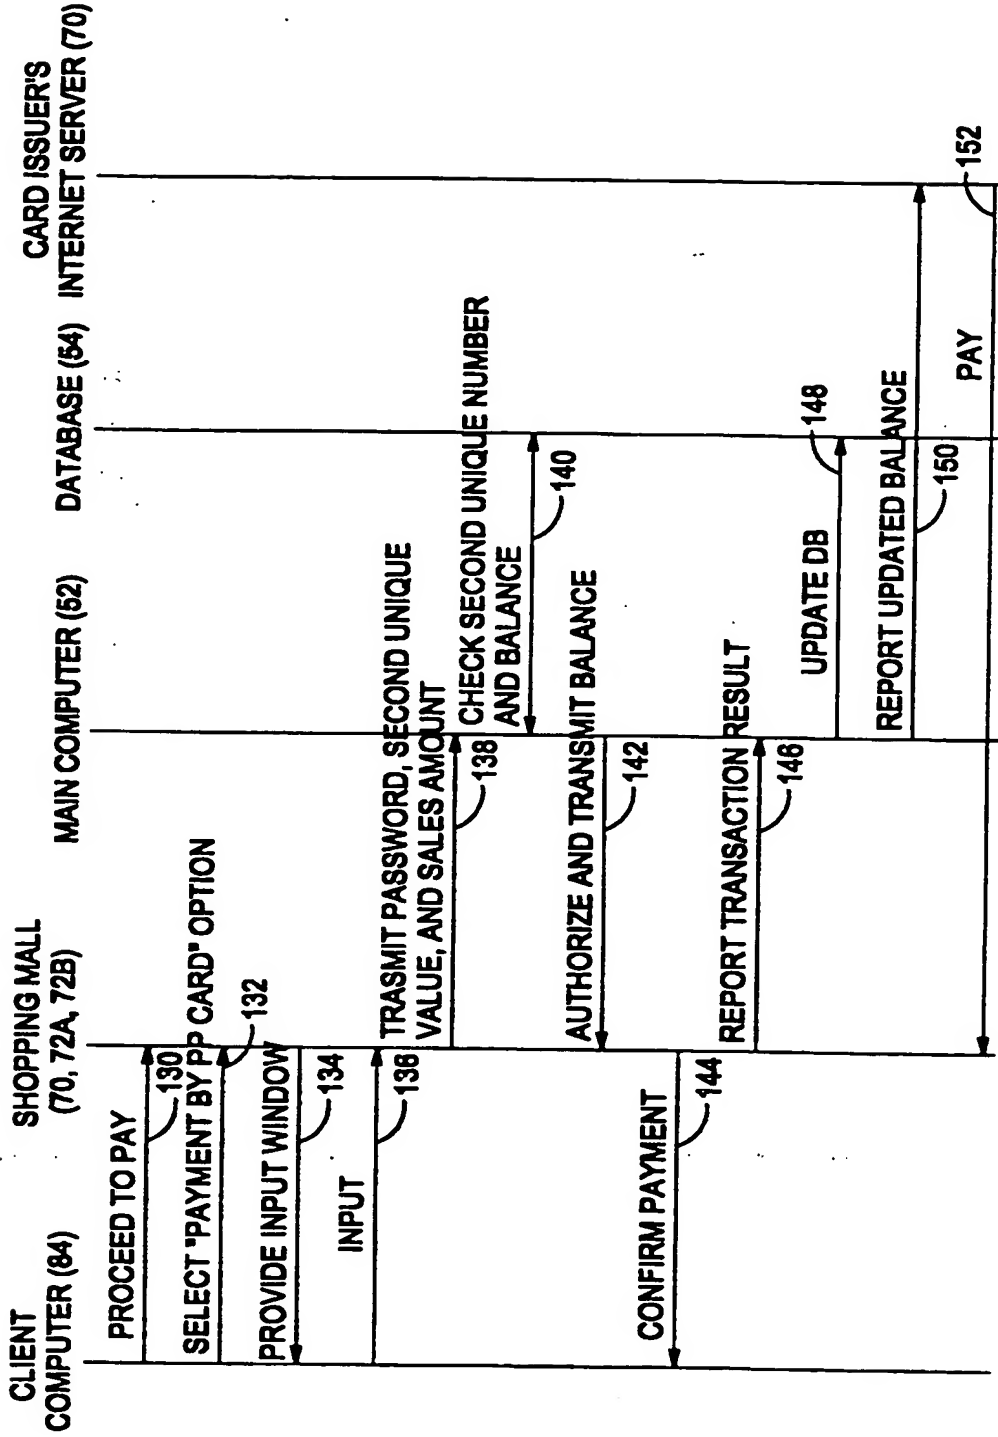 CLIENT
COMPUTER (84)
SHOPPING MALL
(70, 72A, 72B)
MAIN COMPUTER (52)
DATABASE (54)
CARD ISSUER'S
INTERNET SERVER (70)
PROCEED TO PAY
130
SELECT "PAYMENT BY PP CARD" OPTION
132
PROVIDE INPUT WINDOW
134
INPUT
136
TRASMIT PASSWORD, SECOND UNIQUE
VALUE, AND SALES AMOUNT
138
CHECK SECOND UNIQUE NUMBER
AND BALANCE
140
AUTHORIZE AND TRANSMIT BALANCE
142
CONFIRM PAYMENT
144
REPORT TRANSACTION RESULT
146
UPDATE DB
148
REPORT UPDATED BALANCE
150
PAY
152